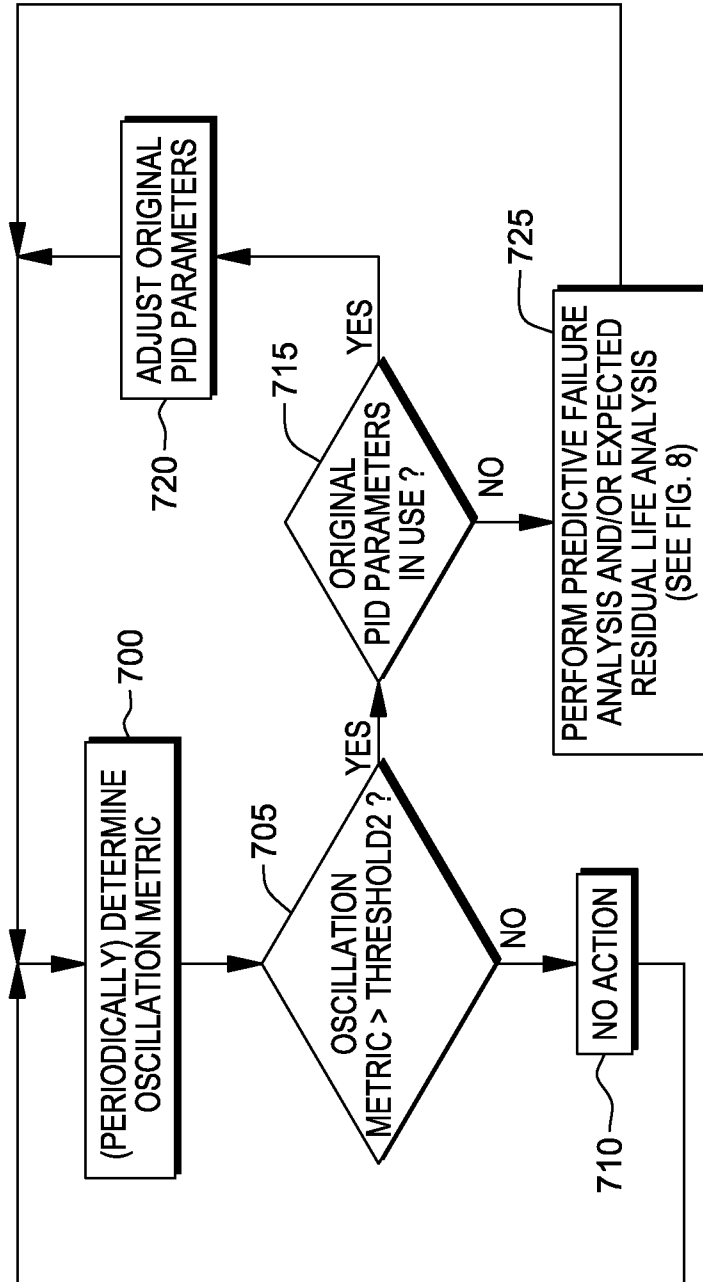 700
(PERIODICALLY) DETERMINE
OSCILLATION METRIC
705
OSCILLATION
METRIC > THRESHOLD2 ?
YES
NO
710
NO ACTION
715
ORIGINAL
PID PARAMETERS
IN USE ?
YES
NO
720
ADJUST ORIGINAL
PID PARAMETERS
725
PERFORM PREDICTIVE FAILURE
ANALYSIS AND/OR EXPECTED
RESIDUAL LIFE ANALYSIS
(SEE FIG. 8)